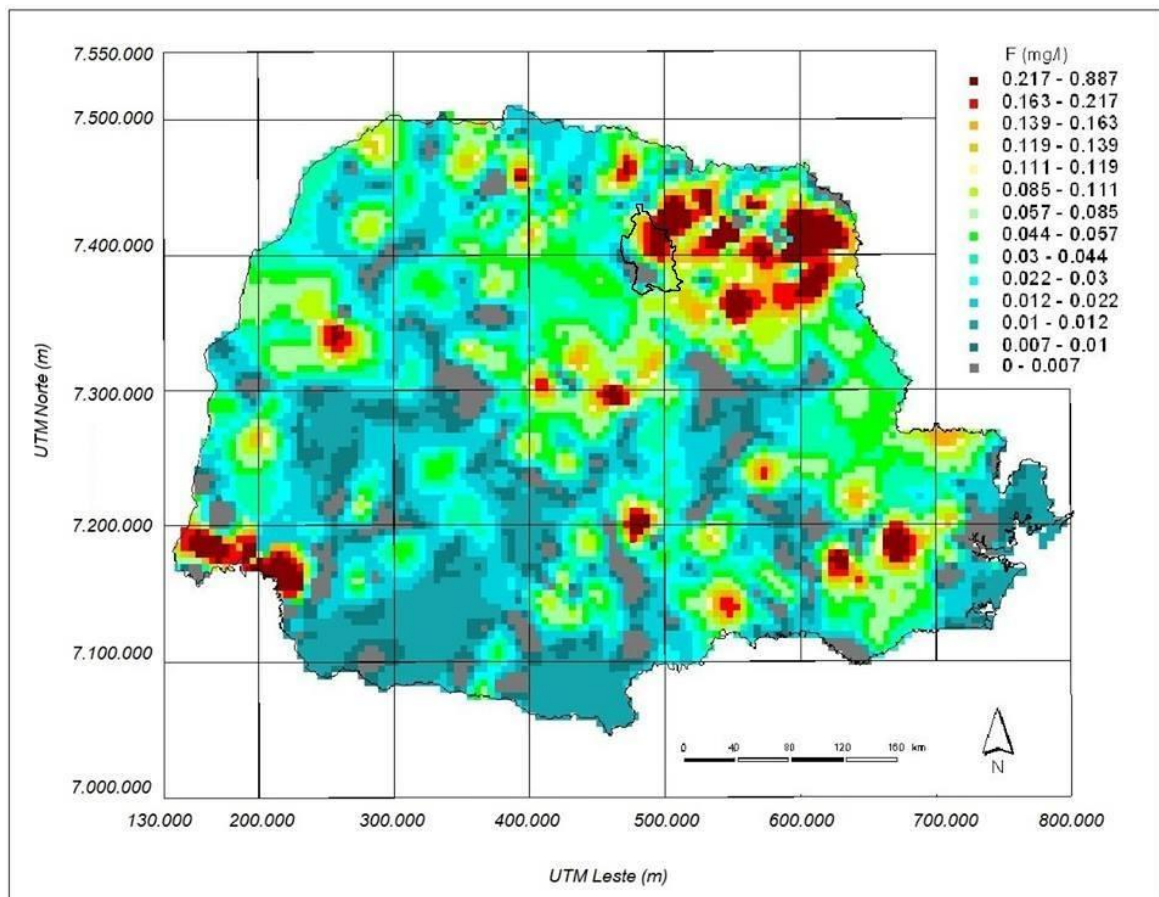 7.550.000
7.500.000
7.400.000
7.300.000
7.200.000
7.100.000
7.000.000
UTM Norte (m)
F (mg/l)
0.217 - 0.887
0.163 - 0.217
0.139 - 0.163
0.119 - 0.139
0.111 - 0.119
0.085 - 0.111
0.057 - 0.085
0.044 - 0.057
0.03 - 0.044
0.022 - 0.03
0.012 - 0.022
0.01 - 0.012
0.007 - 0.01
0 - 0.007
0 40 80 120 160 km
N
130.000 200.000 300.000 400.000 500.000 600.000 700.000 800.000
UTM Leste (m)